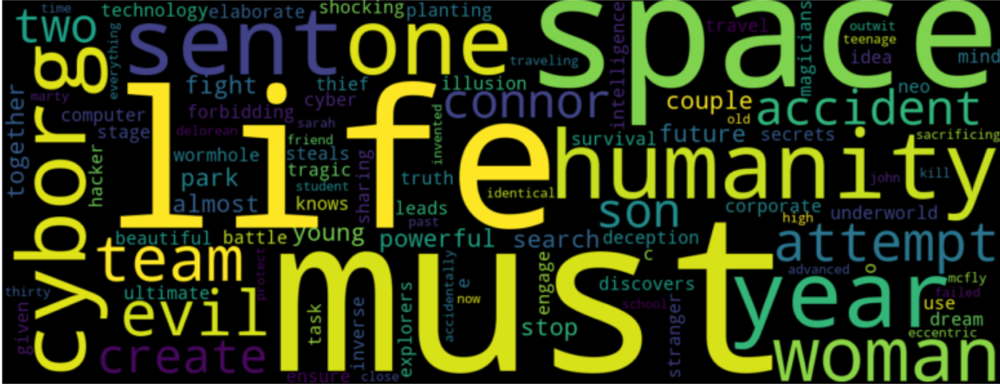 time
technology
elaborate
shocking
planting
two
sent
one
space
travel
outwit
teenage
idea
mind
magicians
intelligence
everything
traveling
cyborg
together
marty
fight
thief
illusion
connor
couple
old
neo
accident
computer
stage
forbidding
cyber
delorean
sarah
life
friend
invented
survival
future
secrets
sacrificing
hacker
wormhole
steals
tragic
student
sharing
truth
humanity
john
kill
park
almost
knows
identical
leads
past
son
corporate
high
underworld
beautiful
battle
young
powerful
search
deception
attempt
team
protect
must
c
discovers
advanced
o
year
mcfly
failed
thirty
given
ultimate
evil
task
inverse
explorers
accidentally
e
now
engage
stop
school
stranger
use
dream
eccentric
create
ensure
close
woman